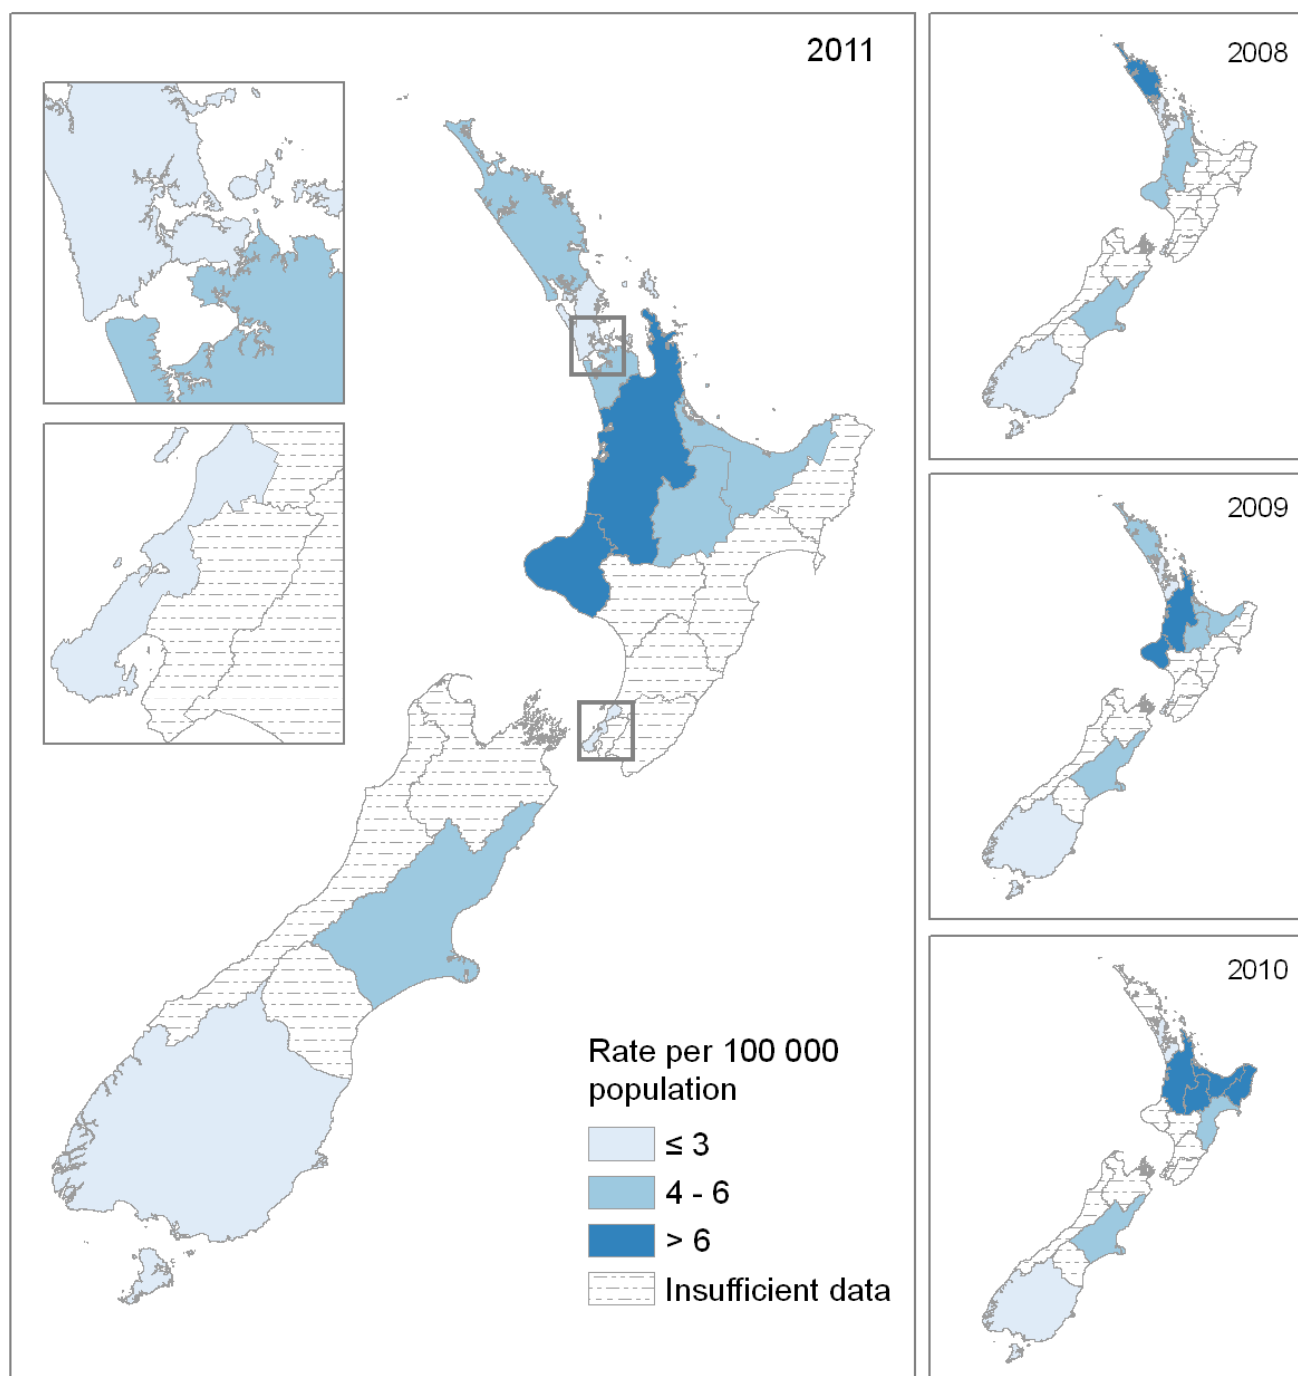 2011
Rate per 100 000
population
≤ 3
4 - 6
> 6
Insufficient data
2008
2009
2010